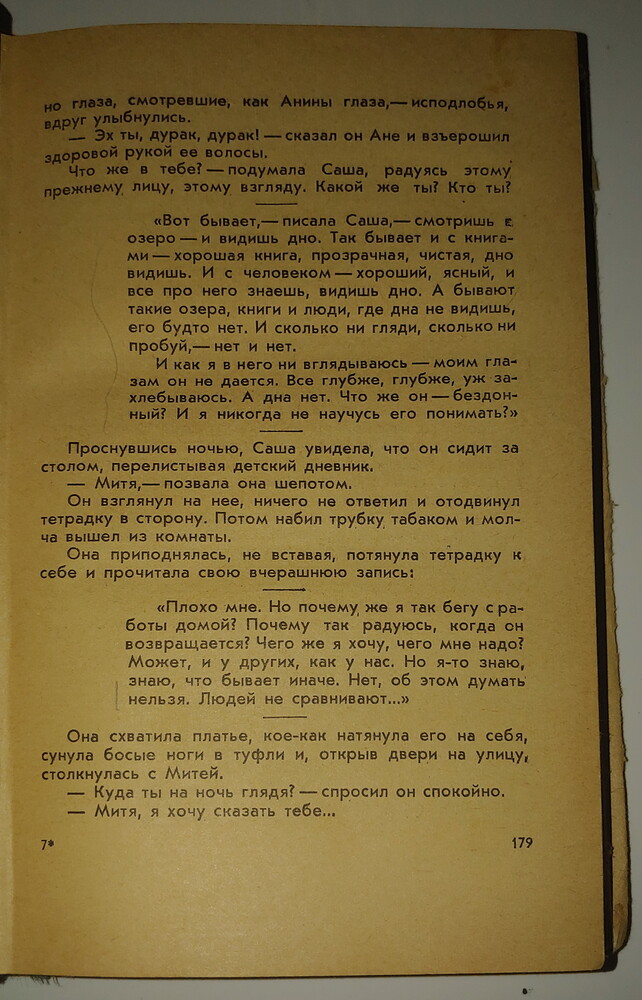 но глаза, смотревшие, как Анины глаза,— исподлобья,
вдруг улыбнулись.
— Эх ты, дурак, дурак! — сказал он Ане и взъерошил
здоровой рукой ее волосы.
Что же в тебе? — подумала Саша, радуясь этому
прежнему лицу, этому взгляду. Какой же ты? Кто ты?
«Вот бывает,— писала Саша,— смотришь в
озеро — и видишь дно. Так бывает и с книга-
ми — хорошая книга, прозрачная, чистая, дно
видишь. И с человеком — хороший, ясный, и
все про него знаешь, видишь дно. А бывают
такие озера, книги и люди, где дна не видишь,
его будто нет. И сколько ни гляди, сколько ни
пробуй,— нет и нет.
И как я в него ни вглядываюсь — моим гла-
зам он не дается. Все глубже, глубже, уж за-
хлебываюсь. А дна нет. Что же он — бездон-
ный? И я никогда не научусь его понимать?»
Проснувшись ночью, Саша увидела, что он сидит за
столом, перелистывая детский дневник.
— Митя,— позвала она шепотом.
Он взглянул на нее, ничего не ответил и отодвинул
тетрадку в сторону. Потом набил трубку табаком и мол-
ча вышел из комнаты.
Она приподнялась, не вставая, потянула тетрадку к
себе и прочитала свою вчерашнюю запись:
«Плохо мне. Но почему же я так бегу с ра-
боты домой? Почему так радуюсь, когда он
возвращается? Чего же я хочу, чего мне надо?
Может, и у других, как у нас. Но я-то знаю,
знаю, что бывает иначе. Нет, об этом думать
нельзя. Людей не сравнивают...»
Она схватила платье, кое-как натянула его на себя,
сунула босые ноги в туфли и, открыв двери на улицу,
столкнулась с Митей.
— Куда ты на ночь глядя? — спросил он спокойно.
— Митя, я хочу сказать тебе...
7*
179